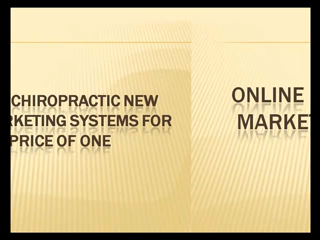 CHIROPRACTIC NEW
RKETING SYSTEMS FOR
PRICE OF ONE
ONLINE
MARKET